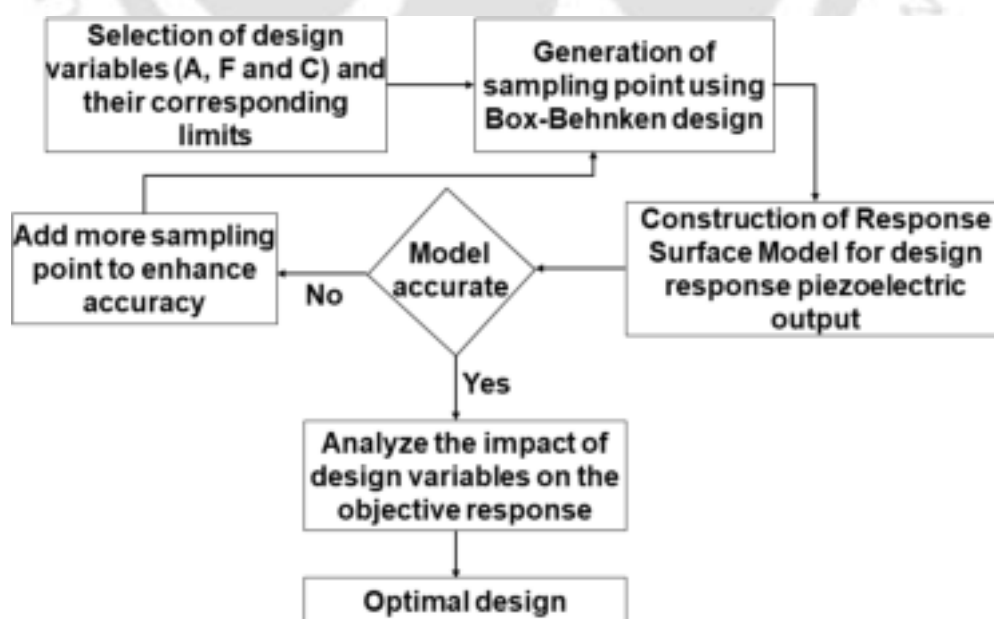 Selection of design
variables (A, F and C) and
their corresponding
limits
Generation of
sampling point using
Box-Behnken design
Construction of Response
Surface Model for design
response piezoelectric
output
Model
accurate
No
Add more sampling
point to enhance
accuracy
Yes
Analyze the impact of
design variables on the
objective response
Optimal design